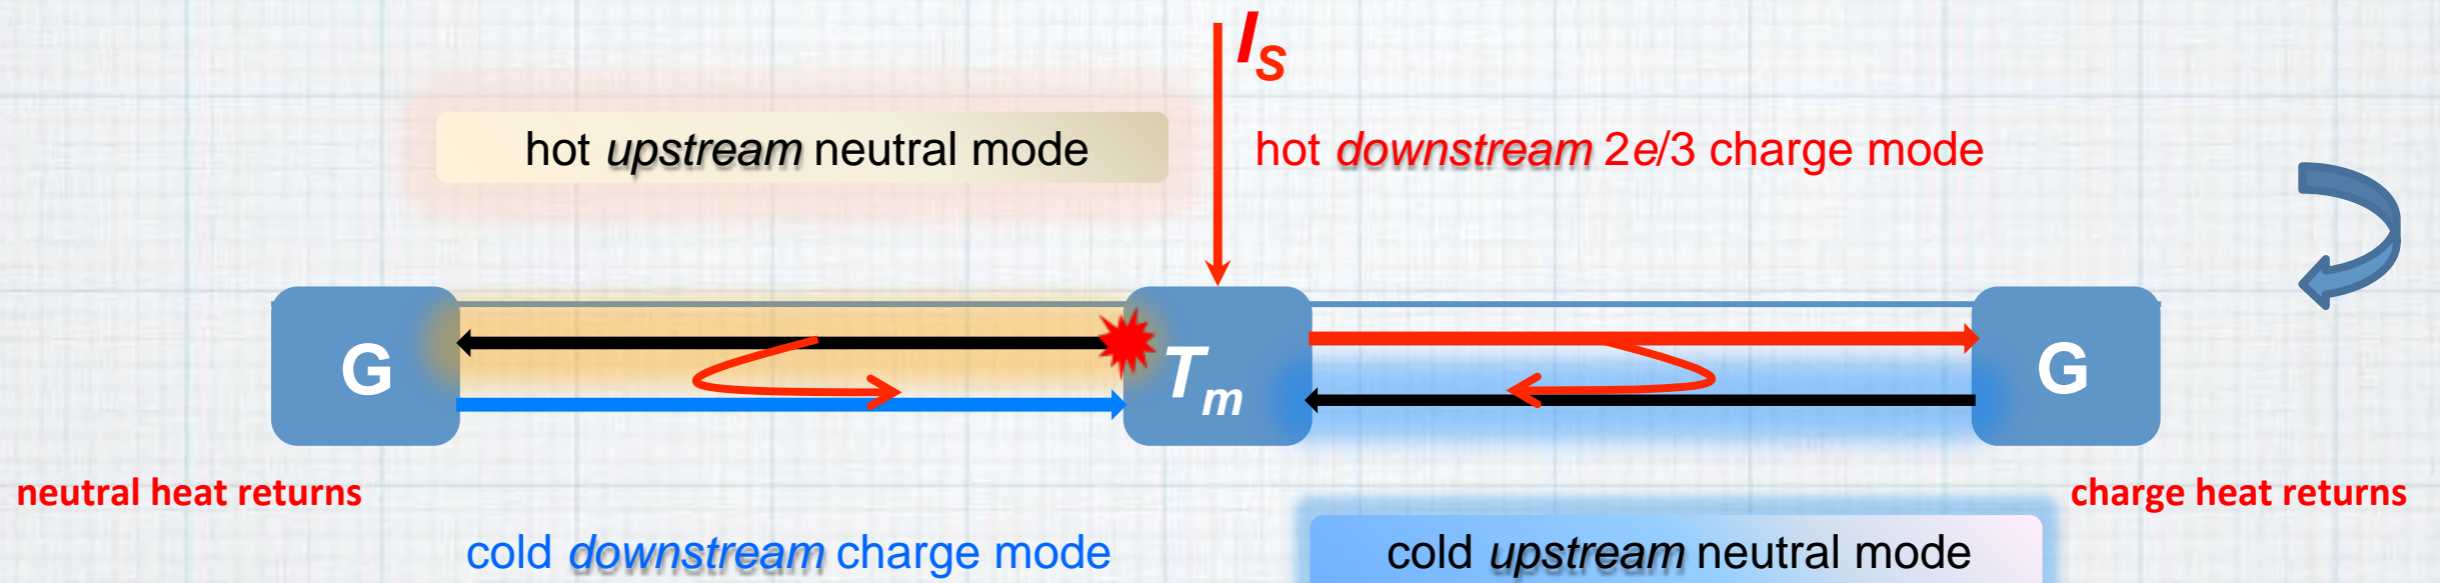 I_S
hot upstream neutral mode
hot downstream 2e/3 charge mode
G
T_m
G
neutral heat returns
charge heat returns
cold downstream charge mode
cold upstream neutral mode